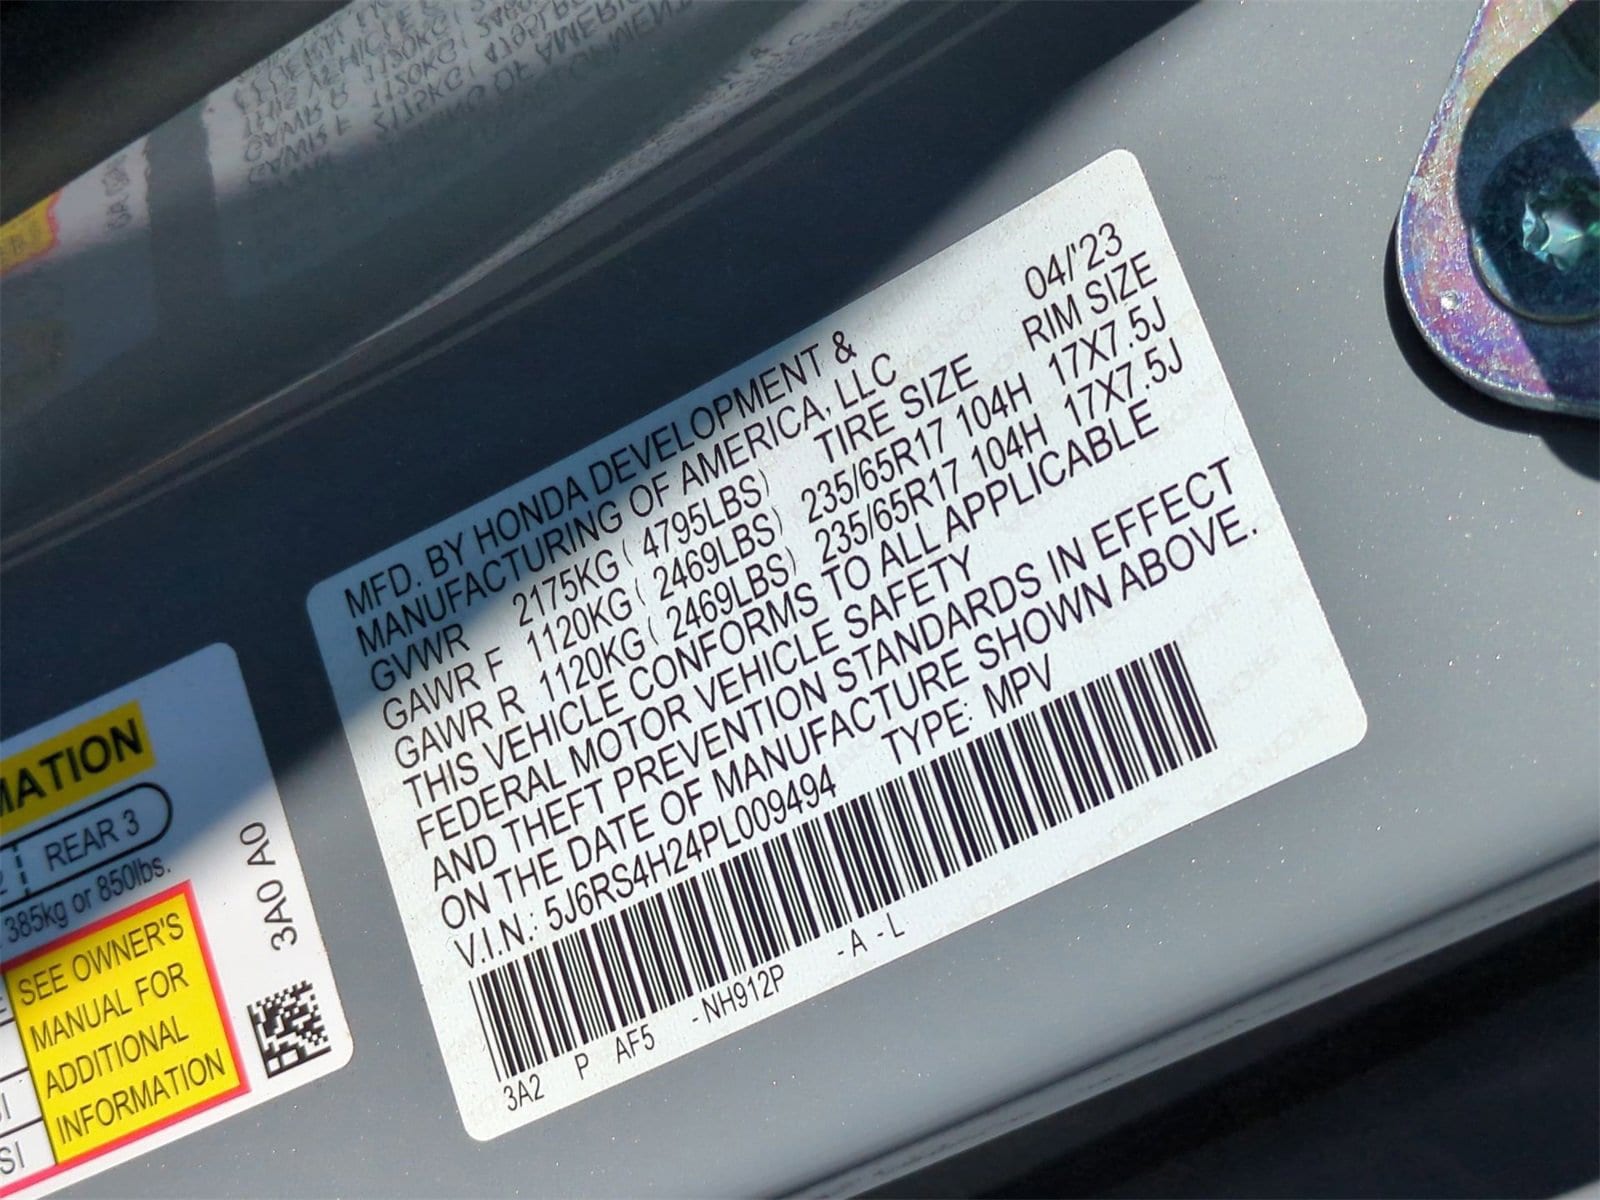 04/'23
MFD. BY HONDA DEVELOPMENT &
MANUFACTURING OF AMERICA, LLC
TIRE SIZE RIM SIZE
GVWR 2175KG ( 4795LBS)
GAWR F 1120KG ( 2469LBS) 235/65R17 104H 17X7.5J
GAWR R 1120KG ( 2469LBS) 235/65R17 104H 17X7.5J
THIS VEHICLE CONFORMS TO ALL APPLICABLE
FEDERAL MOTOR VEHICLE SAFETY
AND THEFT PREVENTION STANDARDS IN EFFECT
ON THE DATE OF MANUFACTURE SHOWN ABOVE.
V.I.N.: 5J6RS4H24PL009494 TYPE: MPV
3A2 P AF5 -NH912P -A -L
MATION
2 REAR 3
385kg or 850lbs.
SEE OWNER'S
MANUAL FOR
ADDITIONAL
INFORMATION
3A0 A0
SI